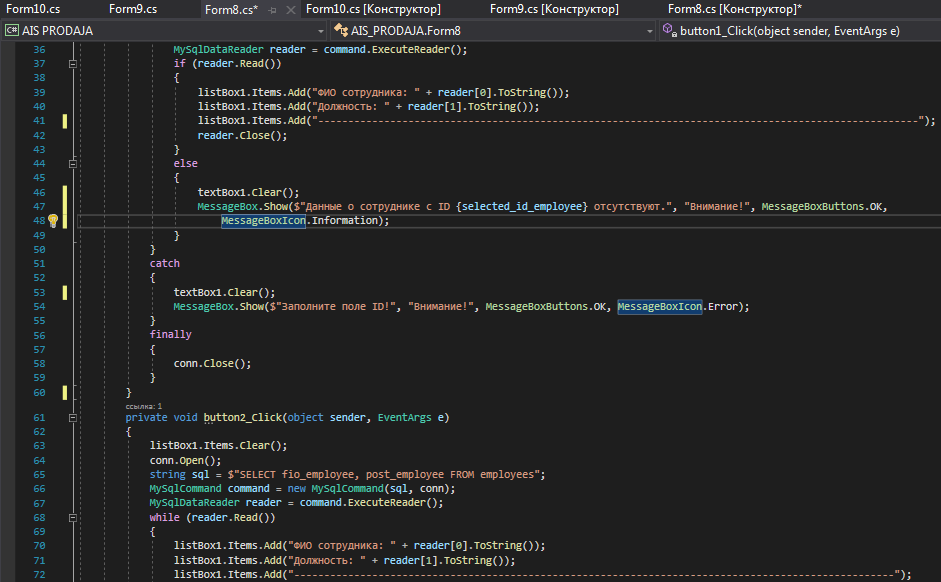 Form10.cs Form9.cs Form8.cs* Form10.cs [Конструктор] Form9.cs [Конструктор] Form8.cs [Конструктор]*
C# AIS PRODAJA AIS_PRODAJA.Form8 button1_Click(object sender, EventArgs e)
36 MySqlDataReader reader = command.ExecuteReader();
37 if (reader.Read())
38 {
39 listBox1.Items.Add("ФИО сотрудника: " + reader[0].ToString());
40 listBox1.Items.Add("Должность: " + reader[1].ToString());
41 listBox1.Items.Add("----------------------------------------------------------------------------------------------------");
42 reader.Close();
43 }
44 else
45 {
46 textBox1.Clear();
47 MessageBox.Show($"Данные о сотруднике с ID {selected_id_employee} отсутствуют.", "Внимание!", MessageBoxButtons.OK,
48 MessageBoxIcon.Information);
49 }
50 }
51 catch
52 {
53 textBox1.Clear();
54 MessageBox.Show($"Заполните поле ID!", "Внимание!", MessageBoxButtons.OK, MessageBoxIcon.Error);
55 }
56 finally
57 {
58 conn.Close();
59 }
60 }
ссылка: 1
61 private void button2_Click(object sender, EventArgs e)
62 {
63 listBox1.Items.Clear();
64 conn.Open();
65 string sql = $"SELECT fio_employee, post_employee FROM employees";
66 MySqlCommand command = new MySqlCommand(sql, conn);
67 MySqlDataReader reader = command.ExecuteReader();
68 while (reader.Read())
69 {
70 listBox1.Items.Add("ФИО сотрудника: " + reader[0].ToString());
71 listBox1.Items.Add("Должность: " + reader[1].ToString());
72 listBox1.Items.Add("----------------------------------------------------------------------------------------------------");